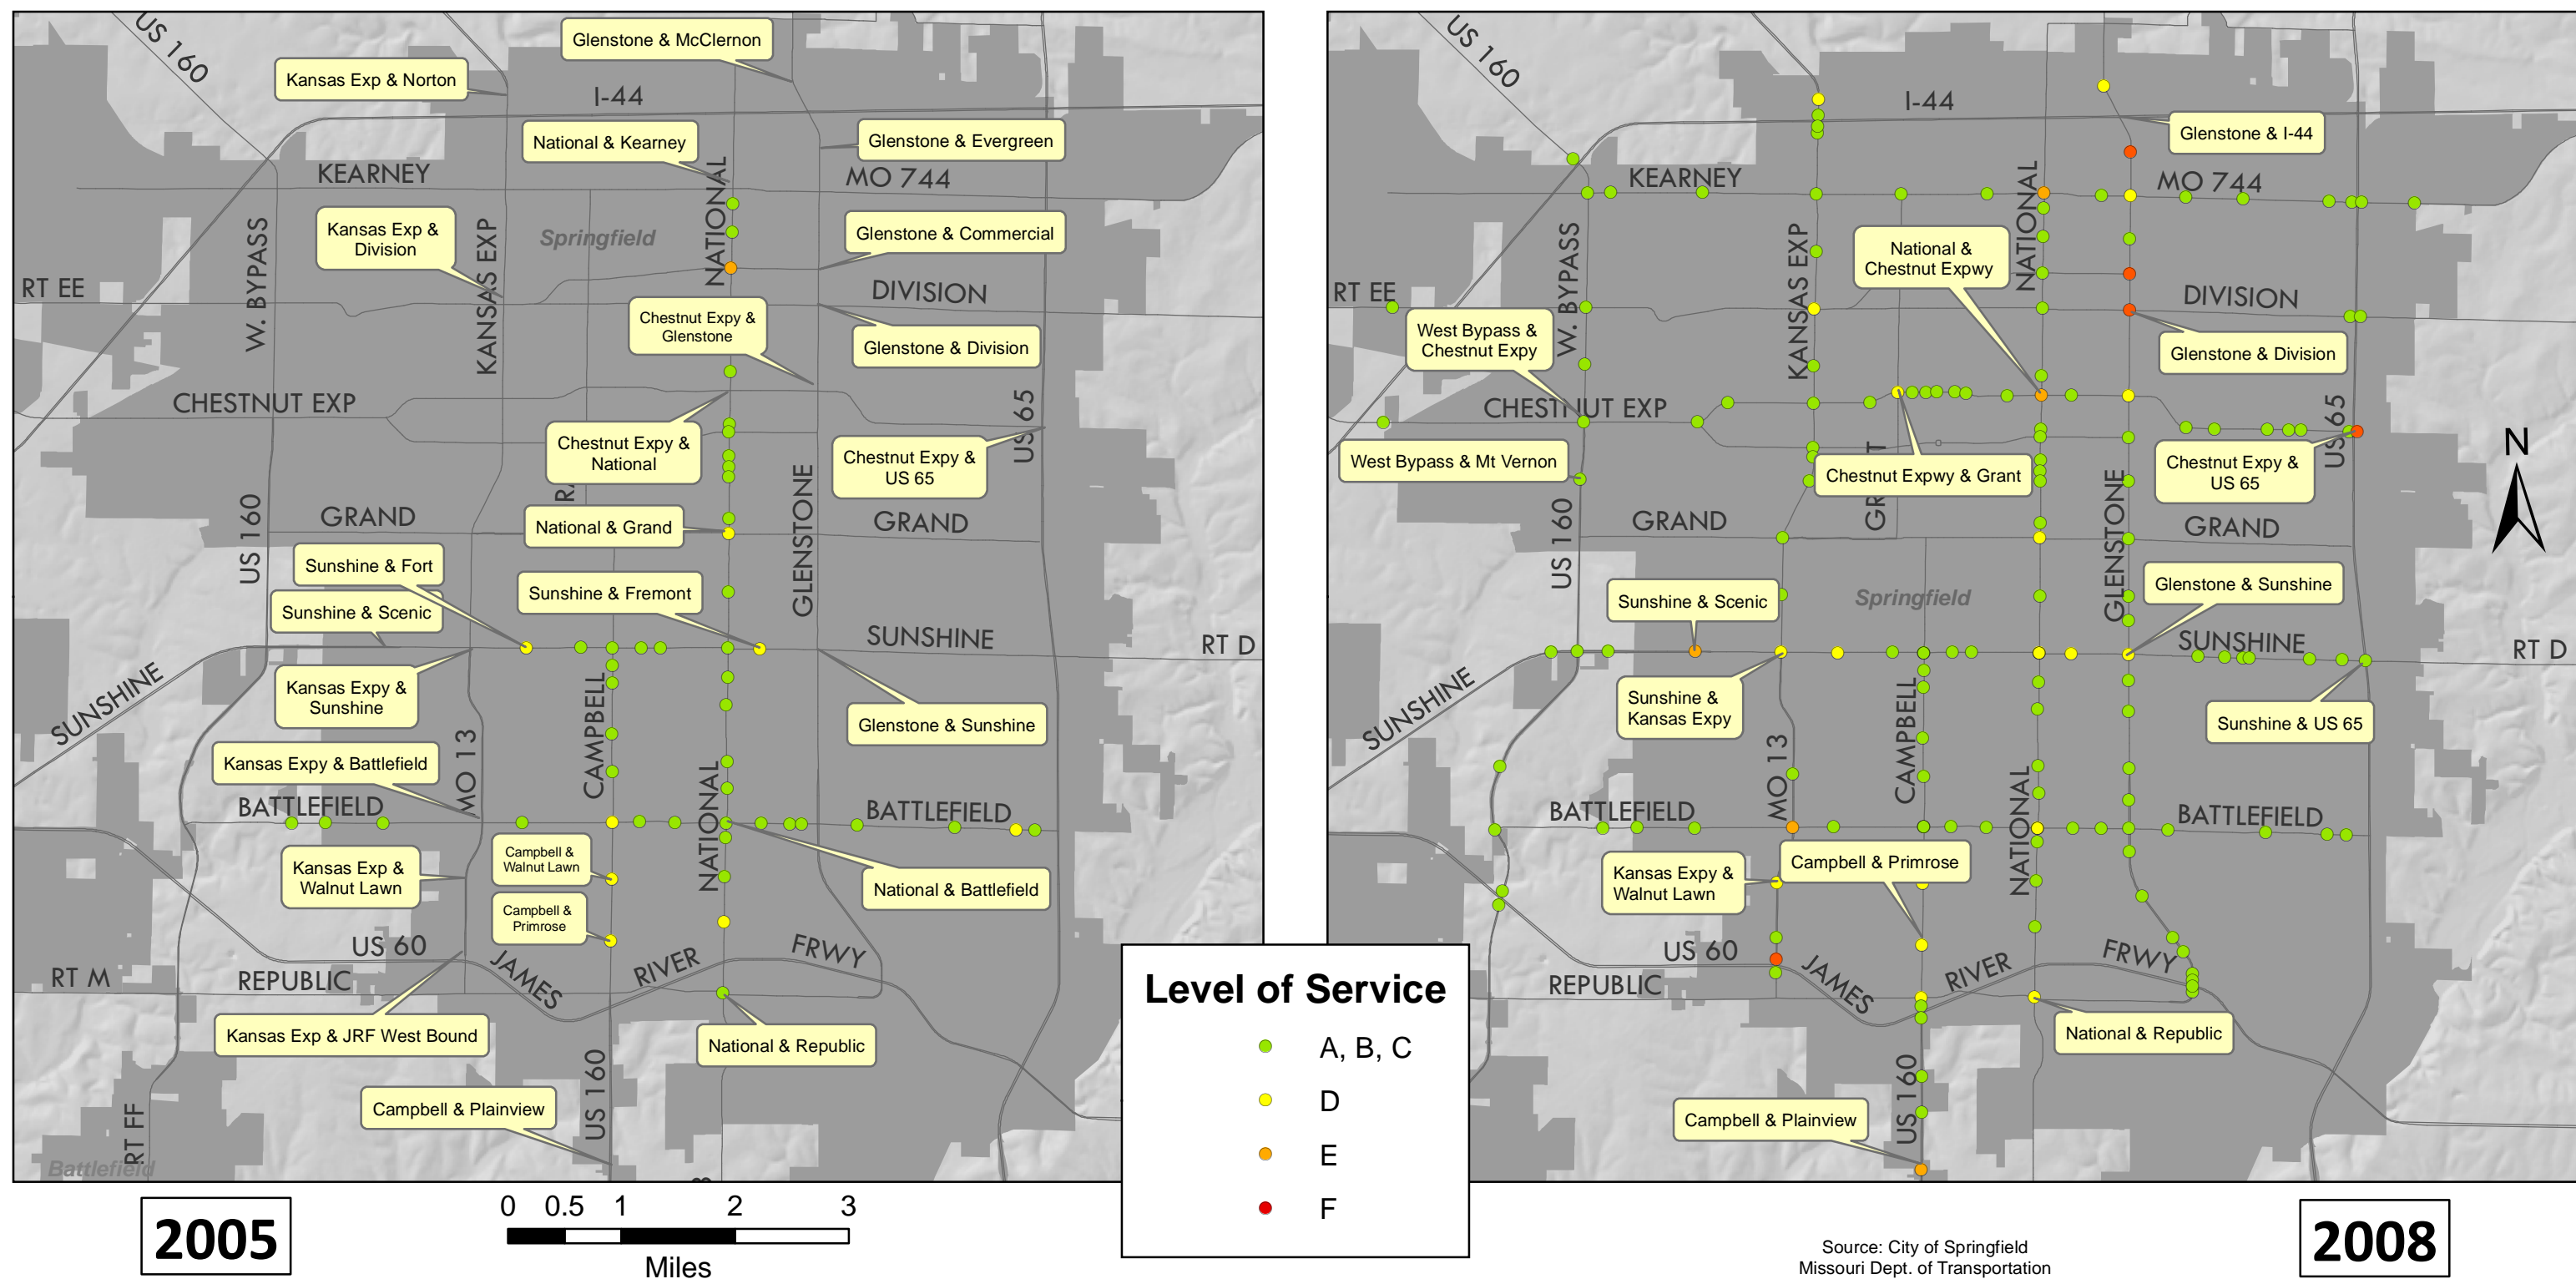 US 160
Glenstone & McClernon
Kansas Exp & Norton
I-44
National & Kearney
Glenstone & Evergreen
KEARNEY
MO 744
NATIONAL
W. BYPASS
KANSAS EXP
Kansas Exp &
Division
Springfield
Glenstone & Commercial
RT EE
DIVISION
Chestnut Expy &
Glenstone
Glenstone & Division
CHESTNUT EXP
US 65
Chestnut Expy &
National
Chestnut Expy &
US 65
GLENSTONE
US 160
GRAND
National & Grand
GRAND
Sunshine & Fort
Sunshine & Scenic
Sunshine & Fremont
SUNSHINE
RT D
SUNSHINE
Kansas Expy &
Sunshine
CAMPBELL
Glenstone & Sunshine
MO 13
Kansas Expy & Battlefield
NATIONAL
BATTLEFIELD
BATTLEFIELD
Campbell &
Walnut Lawn
Kansas Exp &
Walnut Lawn
National & Battlefield
Campbell &
Primrose
US 60
JAMES
RIVER
FRWY
RT M
REPUBLIC
Kansas Exp & JRF West Bound
National & Republic
US 160
Campbell & Plainview
RT FF
Battlefield
2005
0 0.5 1 2 3
Miles
Level of Service
A, B, C
D
E
F
US 160
I-44
Glenstone & I-44
KEARNEY
MO 744
NATIONAL
W. BYPASS
KANSAS EXP
National &
Chestnut Expwy
RT EE
DIVISION
West Bypass &
Chestnut Expy
Glenstone & Division
CHESTNUT EXP
US 65
West Bypass & Mt Vernon
Chestnut Expwy & Grant
Chestnut Expy &
US 65
N
GLENSTONE
US 160
GRAND
GRAND
Sunshine & Scenic
Springfield
Glenstone & Sunshine
SUNSHINE
RT D
SUNSHINE
Sunshine &
Kansas Expy
CAMPBELL
Sunshine & US 65
MO 13
NATIONAL
BATTLEFIELD
BATTLEFIELD
Kansas Expy &
Walnut Lawn
Campbell & Primrose
US 60
JAMES
RIVER
FRWY
REPUBLIC
National & Republic
US 160
Campbell & Plainview
Source: City of Springfield
Missouri Dept. of Transportation
2008